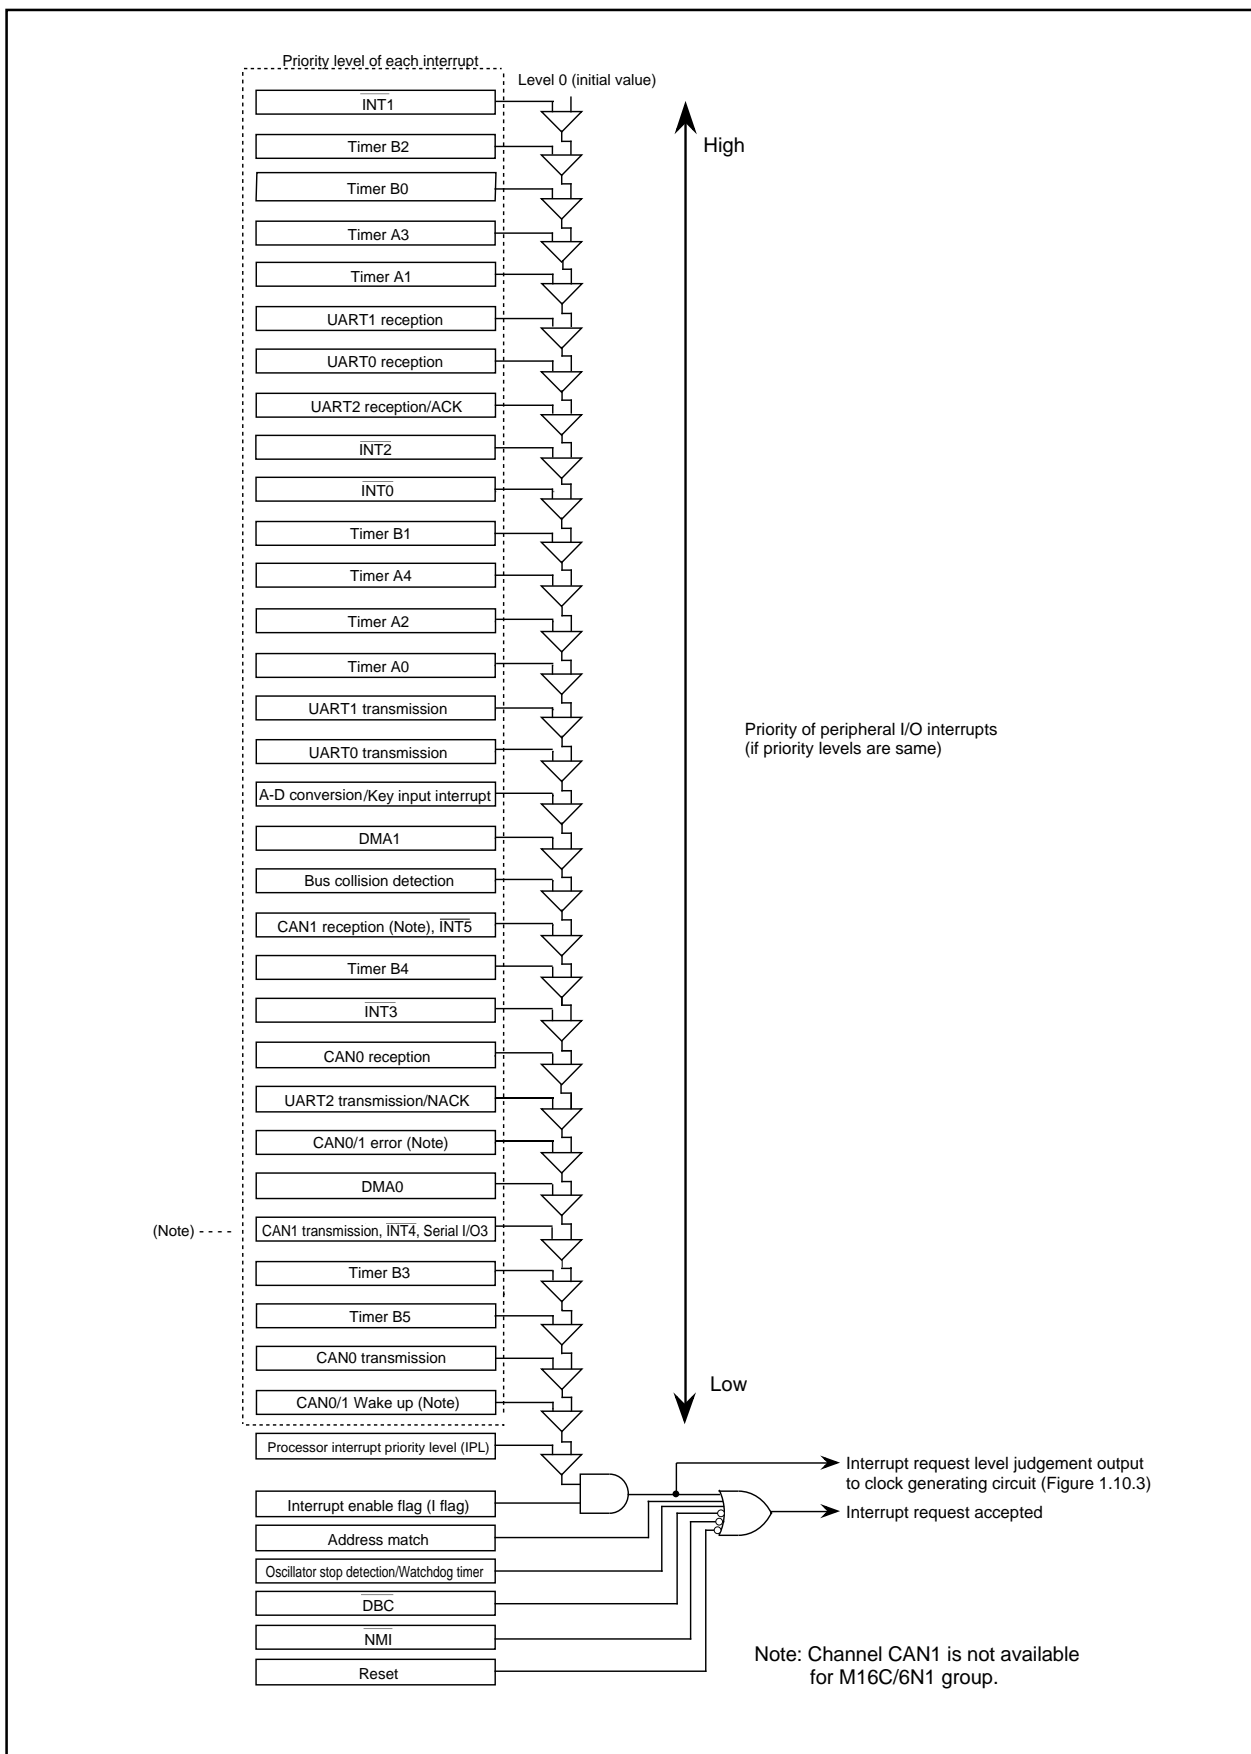 Priority level of each interrupt
Level 0 (initial value)
INT1
High
Timer B2
Timer B0
Timer A3
Timer A1
UART1 reception
UART0 reception
UART2 reception/ACK
INT2
INT0
Timer B1
Timer A4
Timer A2
Timer A0
UART1 transmission
Priority of peripheral I/O interrupts
(if priority levels are same)
UART0 transmission
A-D conversion/Key input interrupt
DMA1
Bus collision detection
CAN1 reception (Note), INT5
Timer B4
INT3
CAN0 reception
UART2 transmission/NACK
CAN0/1 error (Note)
DMA0
(Note) - - - -
CAN1 transmission, INT4, Serial I/O3
Timer B3
Timer B5
CAN0 transmission
Low
CAN0/1 Wake up (Note)
Processor interrupt priority level (IPL)
Interrupt request level judgement output
to clock generating circuit (Figure 1.10.3)
Interrupt enable flag (I flag)
Interrupt request accepted
Address match
Oscillator stop detection/Watchdog timer
DBC
NMI
Reset
Note: Channel CAN1 is not available
for M16C/6N1 group.